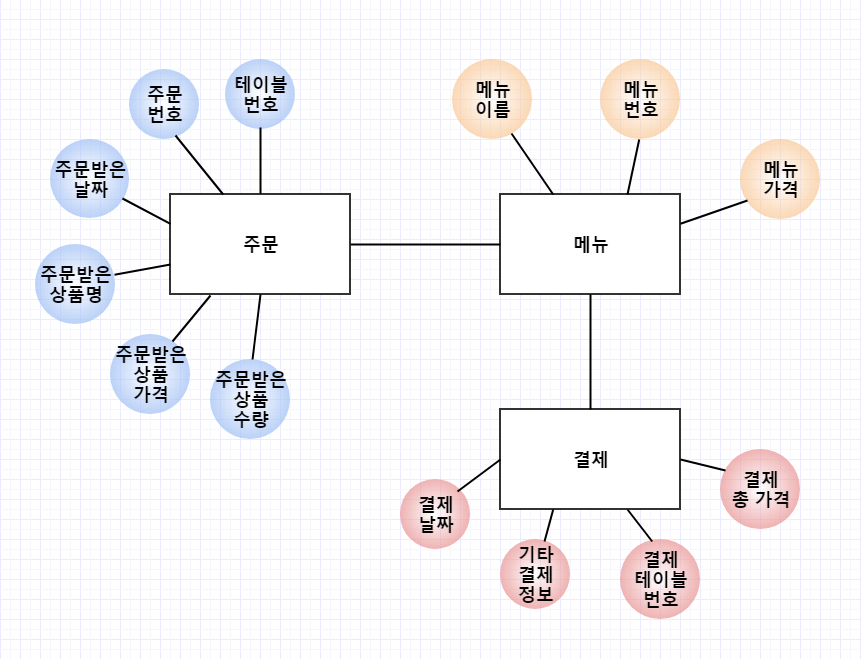 주문
번호
테이블
번호
메뉴
이름
메뉴
번호
주문받은
날짜
메뉴
가격
주문
메뉴
주문받은
상품명
주문받은
상품
가격
주문받은
상품
수량
결제
결제
날짜
결제
총 가격
기타
결제
정보
결제
테이블
번호